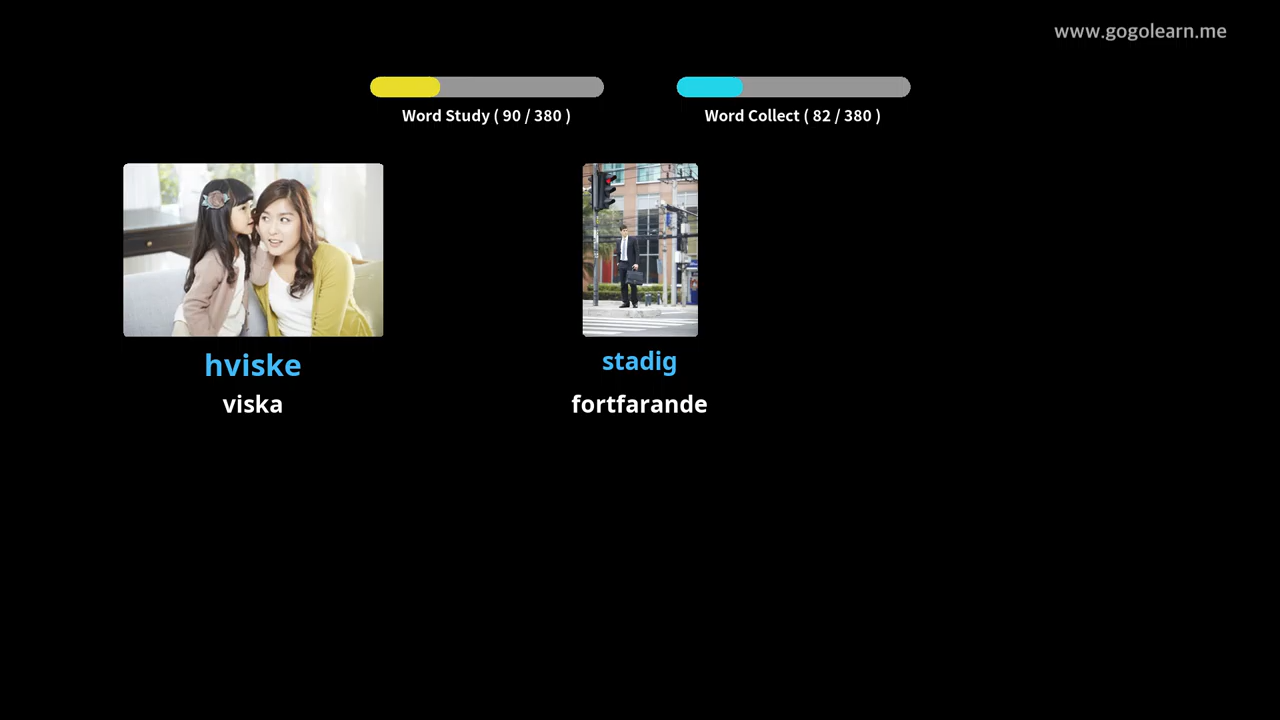 www.gogolearn.me
Word Study ( 90 / 380 )
Word Collect ( 82 / 380 )
hviske
viska
stadig
fortfarande